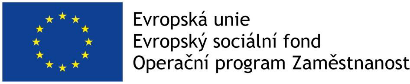 Evropská unie
Evropský sociální fond
Operační program Zaměstnanost